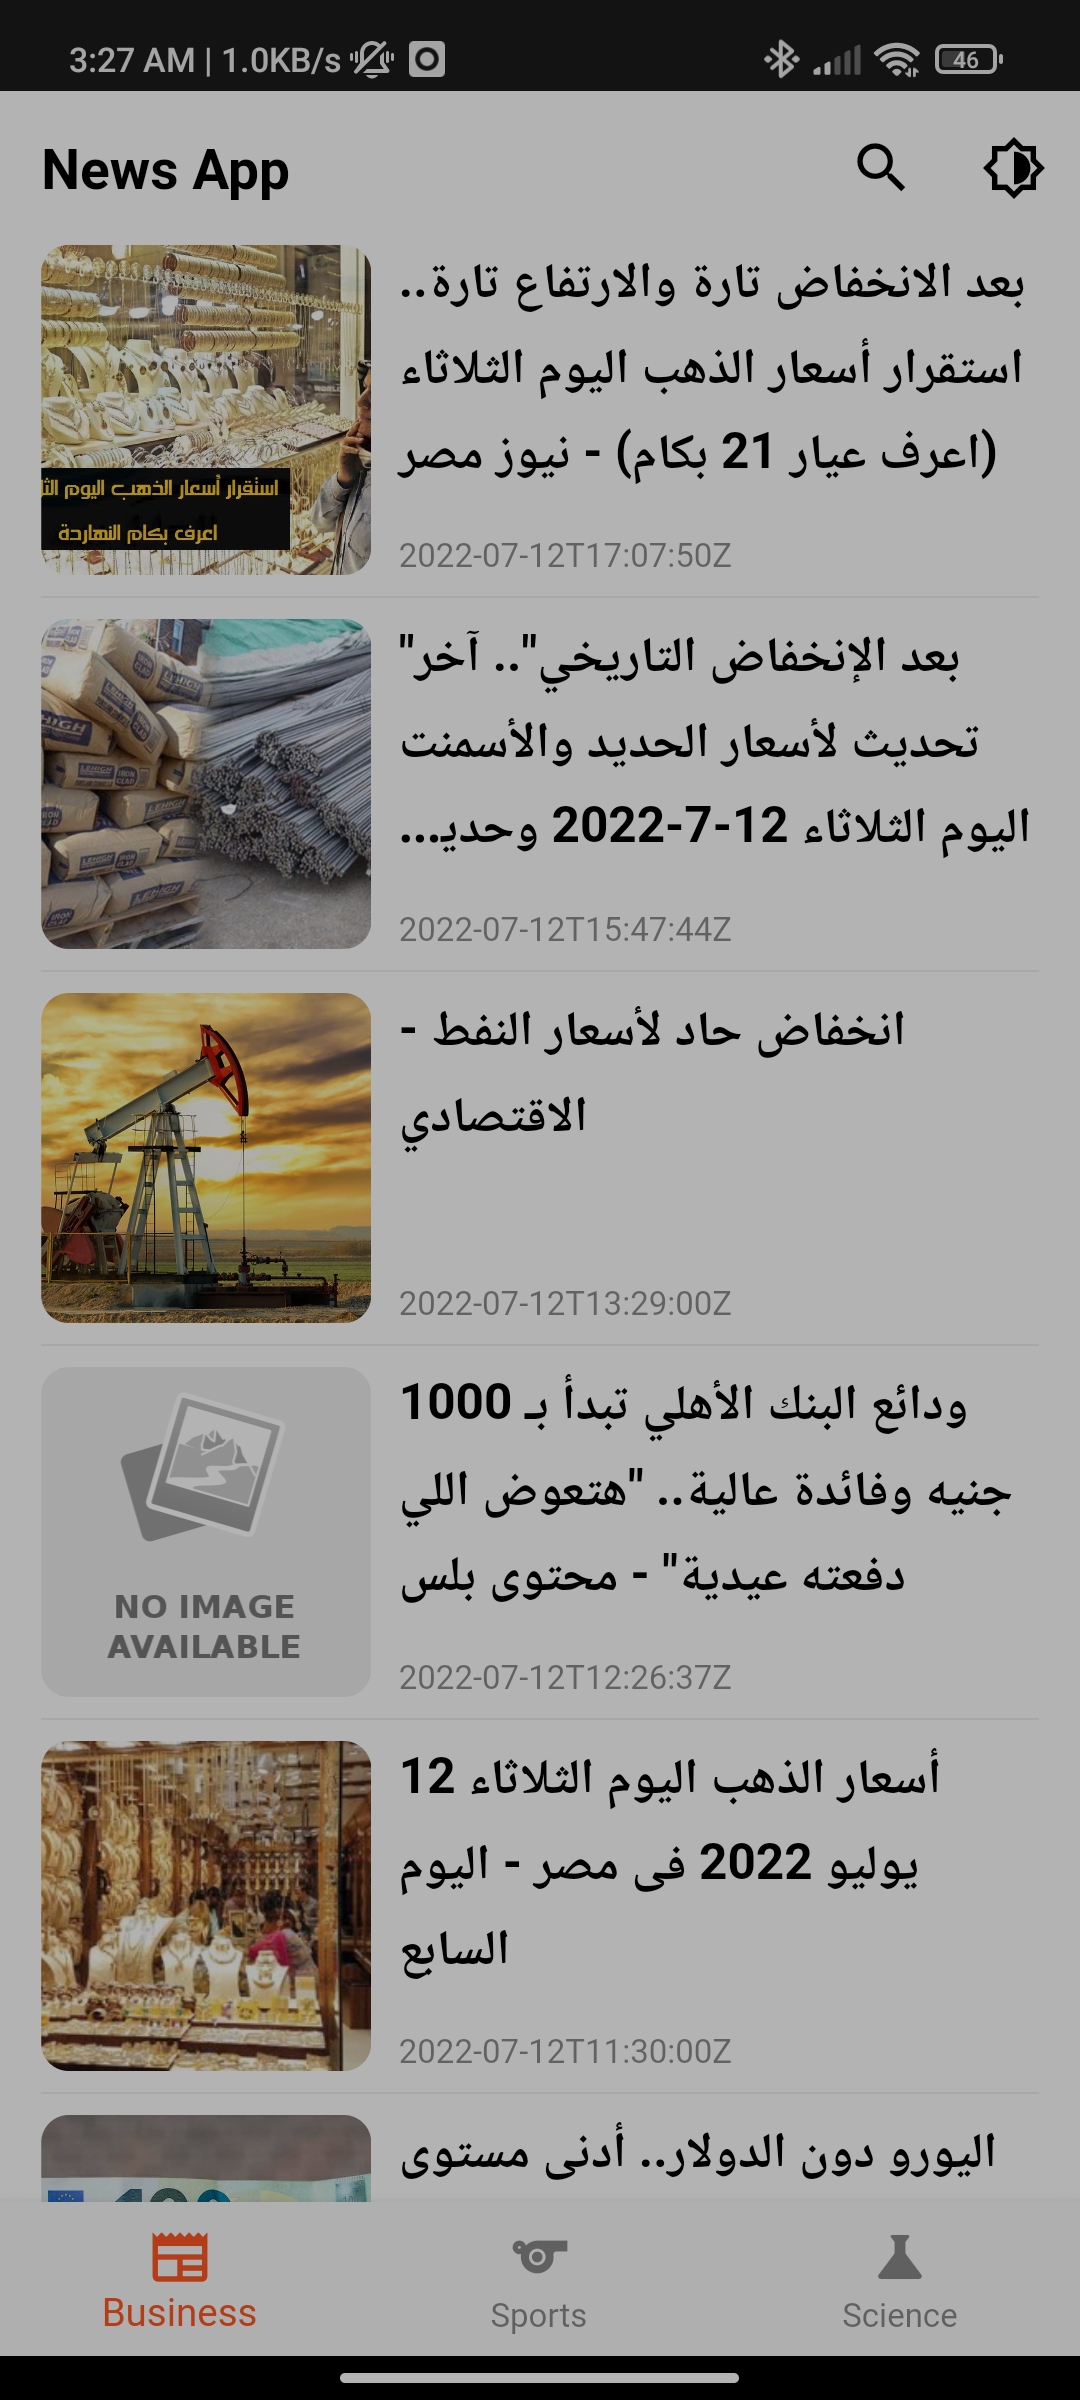 3:27 AM | 1.0KB/s
46
News App
بعد الانخفاض تارة والارتفاع تارة..
استقرار أسعار الذهب اليوم الثلاثاء
(اعرف عيار 21 بكام) - نيوز مصر
استقرار أسعار الذهب اليوم
اعرف بكام النهاردة
2022-07-12T17:07:50Z
بعد الإنخفاض التاريخي".. آخر"
تحديث لأسعار الحديد والأسمنت
اليوم الثلاثاء 12-7-2022 وحديـ...
LEHIGH
LEHIGH
LEHIGH
LEHIGH
2022-07-12T15:47:44Z
انخفاض حاد لأسعار النفط -
الاقتصادي
2022-07-12T13:29:00Z
ودائع البنك الأهلي تبدأ بـ 1000
جنيه وفائدة عالية.. "هتعوض اللي
دفعته عيدية" - محتوى بلس
NO IMAGE
AVAILABLE
2022-07-12T12:26:37Z
أسعار الذهب اليوم الثلاثاء 12
يوليو 2022 فى مصر - اليوم
السابع
2022-07-12T11:30:00Z
اليورو دون الدولار.. أدنى مستوى
Business
Sports
Science